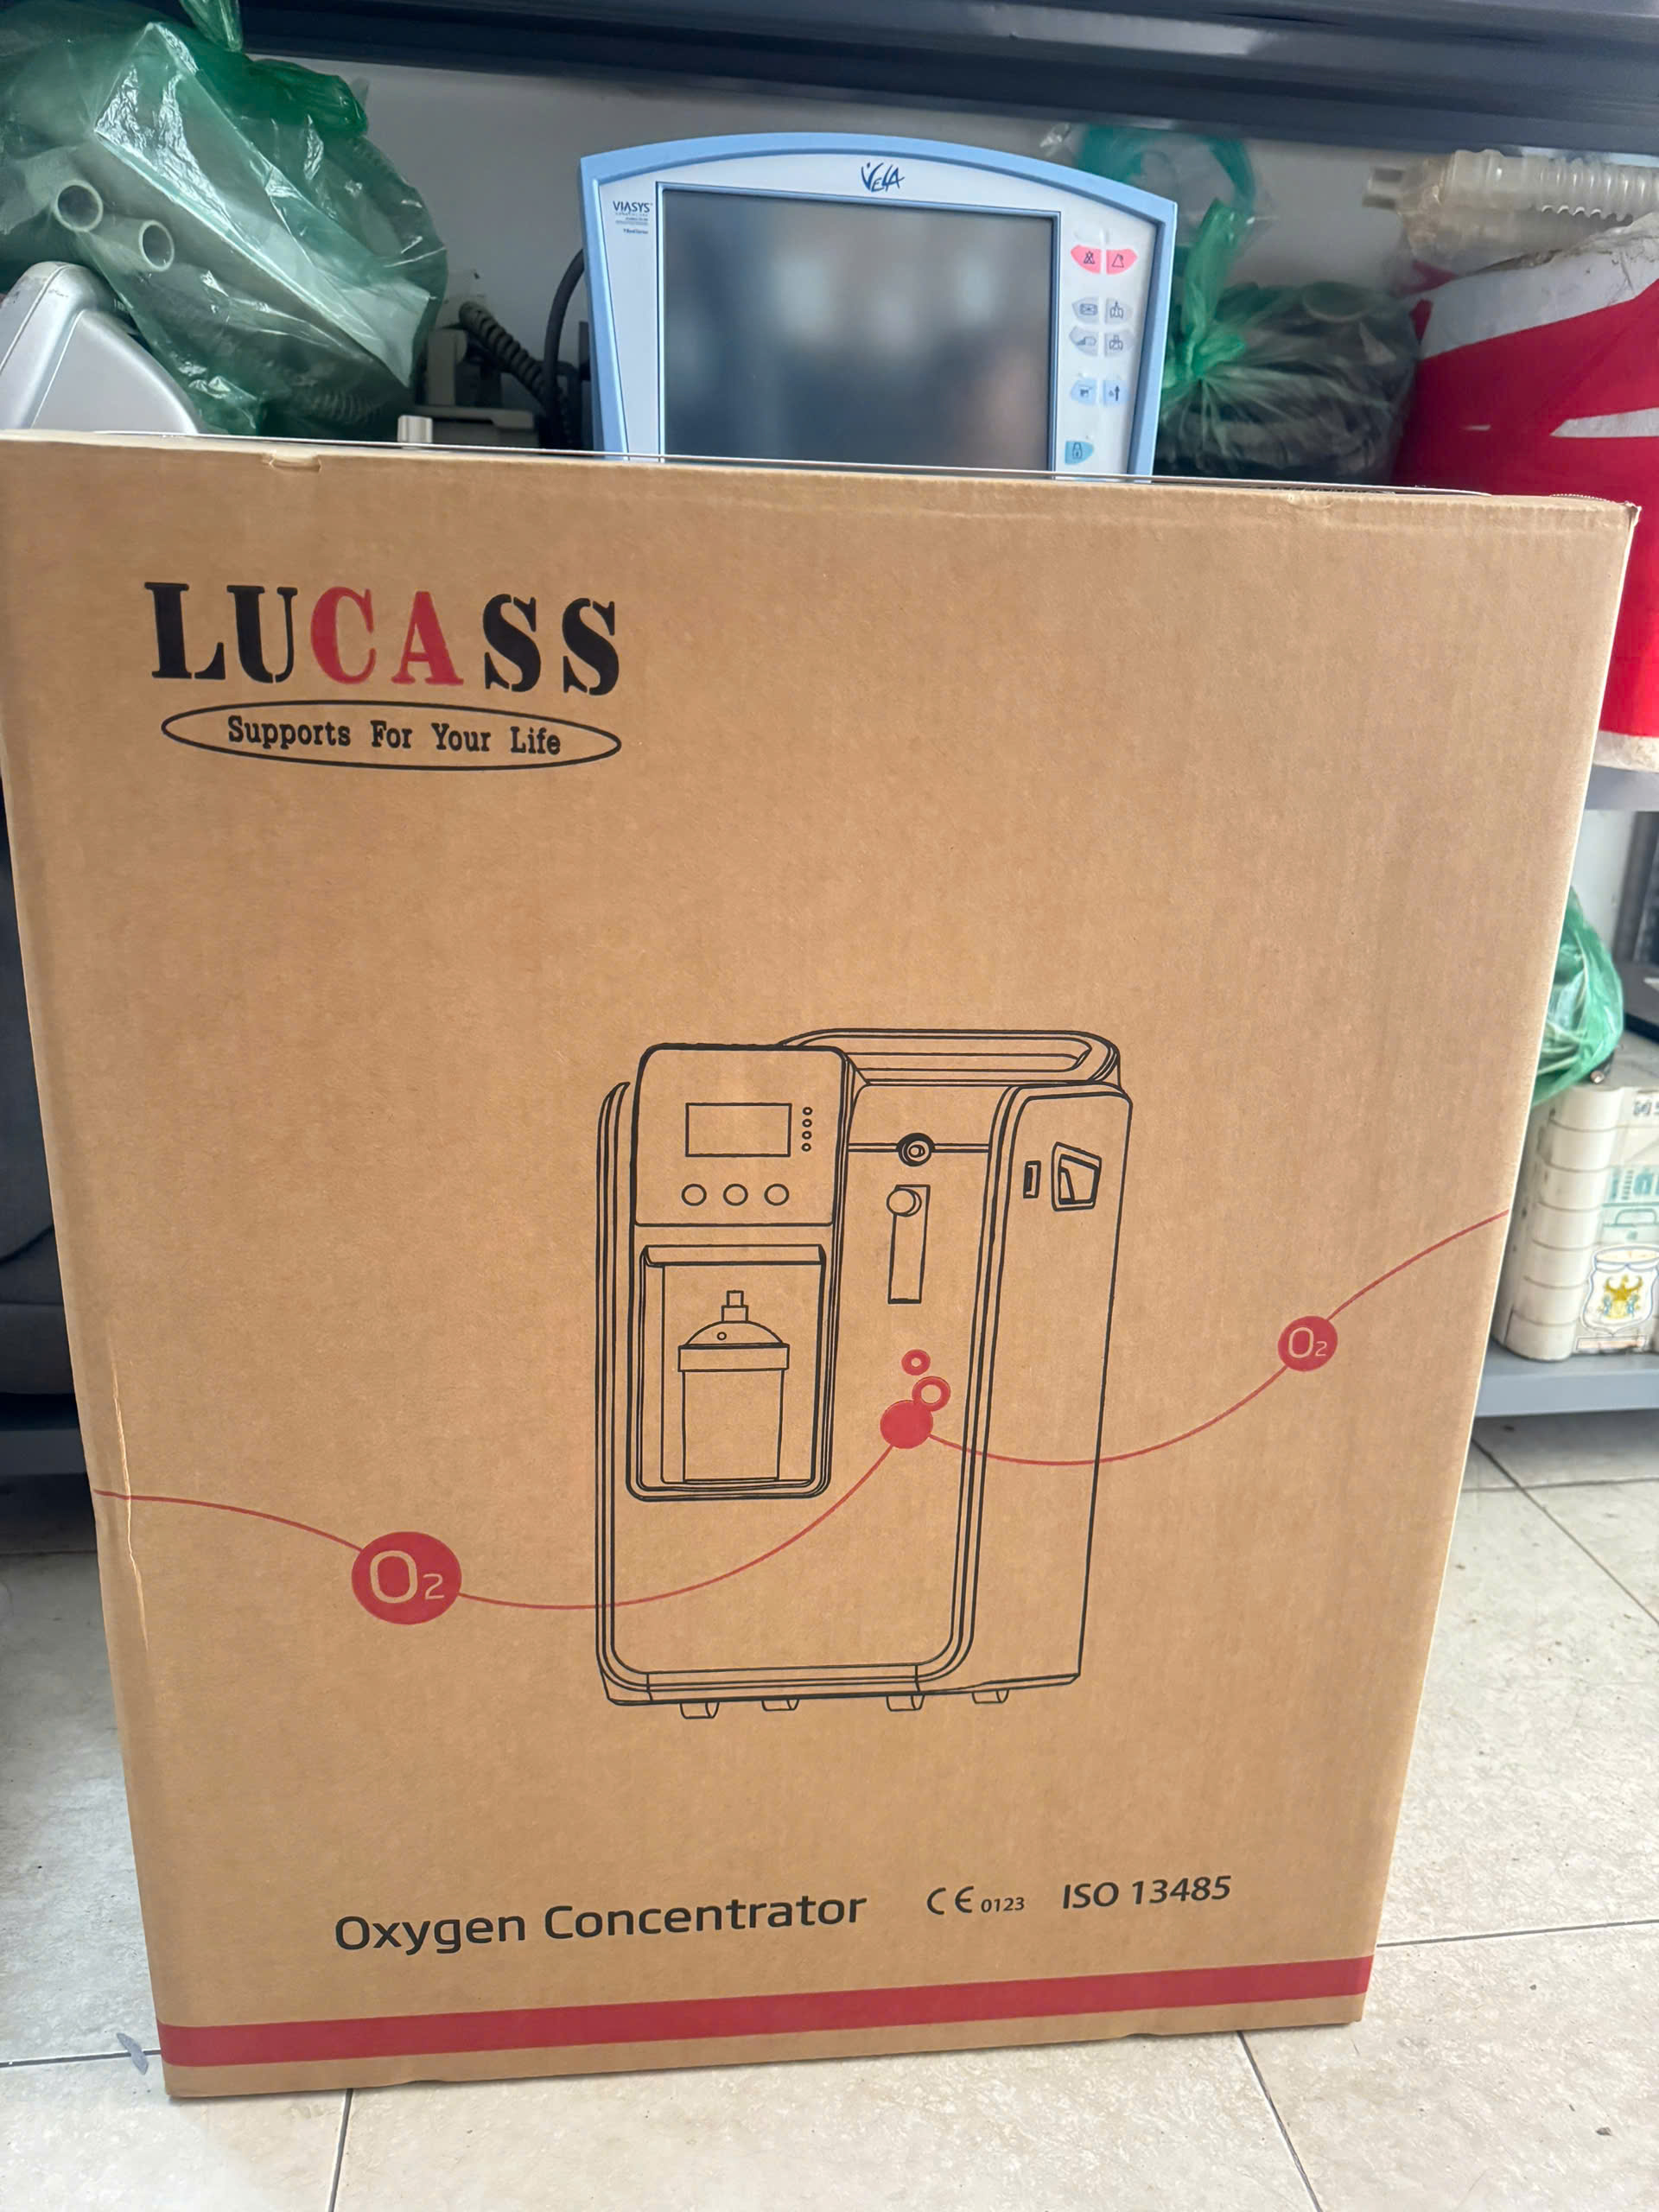 VELA
VIASYS
LUCASS
Supports For Your Life
O2
O2
Oxygen Concentrator CE 0123 ISO 13485